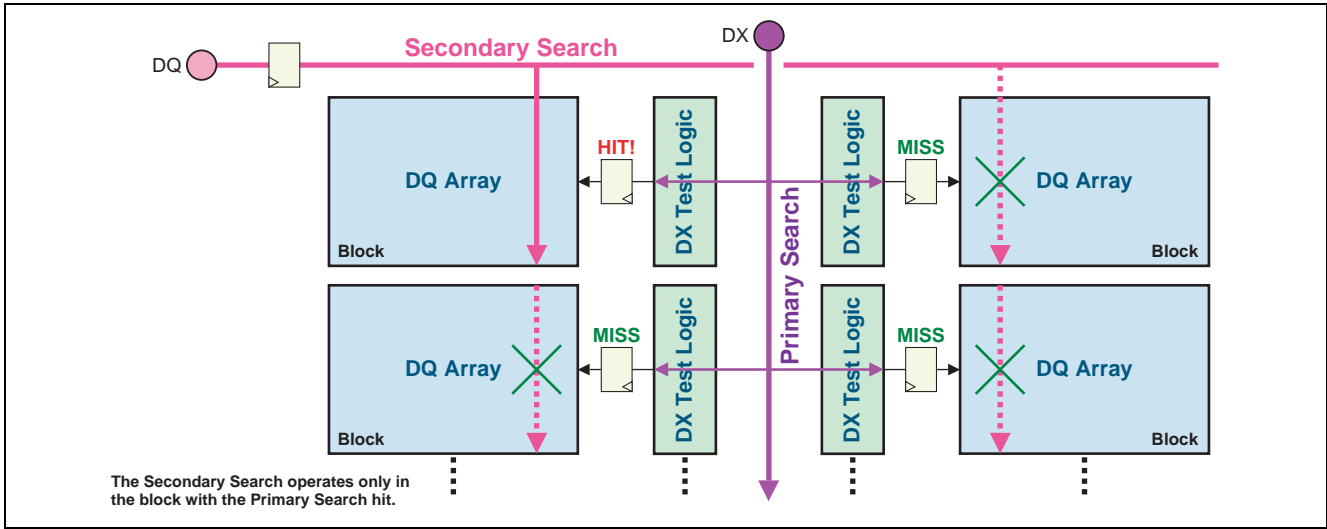 DX
Secondary Search
DQ
HIT!
MISS
DQ Array
DX Test Logic
DX Test Logic
DQ Array
Block
Block
Primary Search
MISS
MISS
DQ Array
DX Test Logic
DX Test Logic
DQ Array
Block
Block
The Secondary Search operates only in
the block with the Primary Search hit.